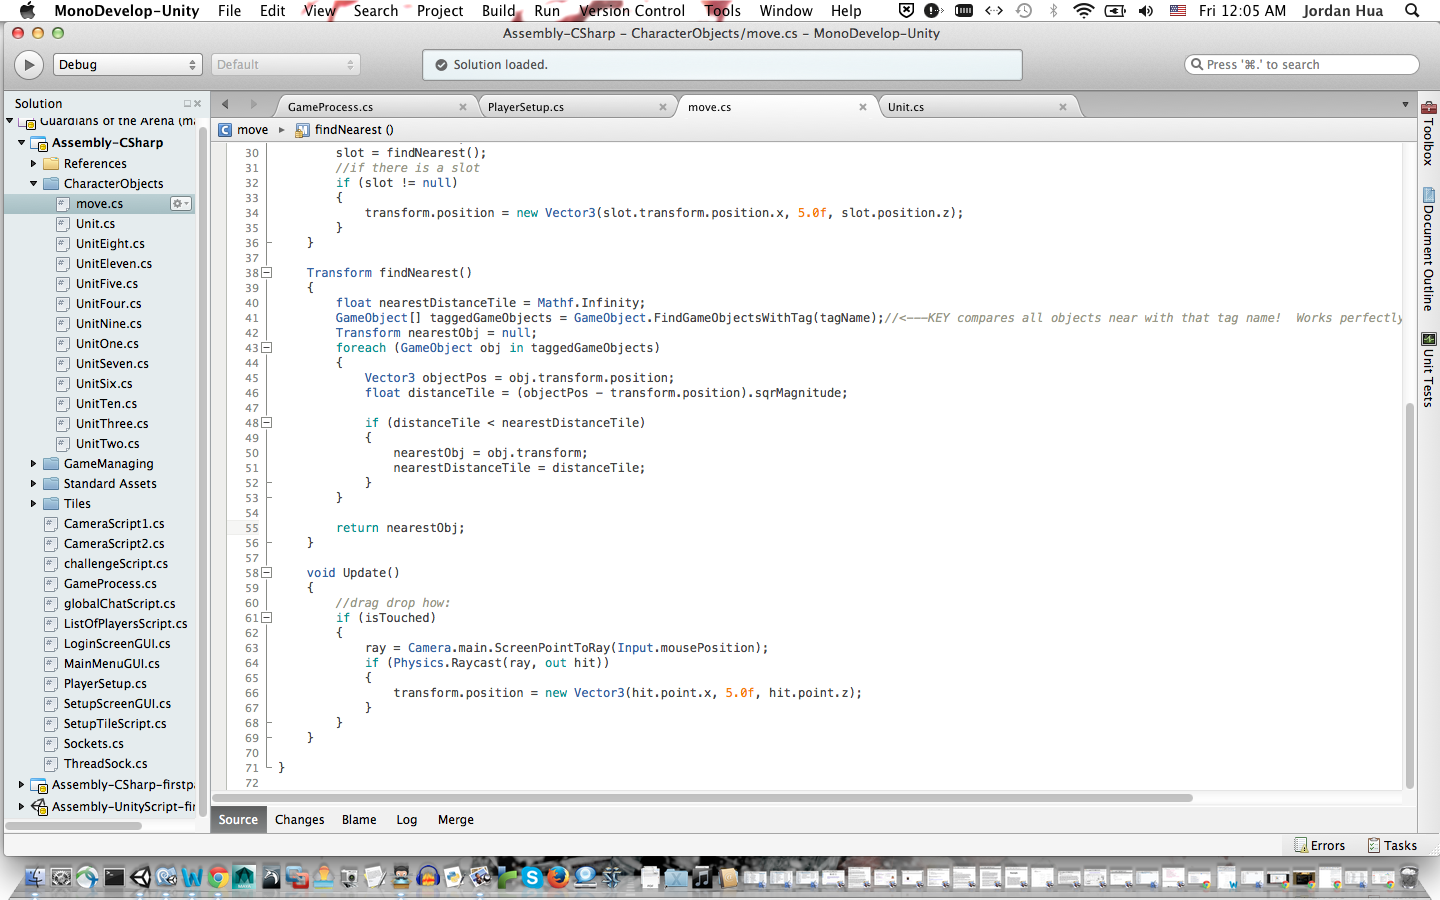 MonoDevelop-Unity File Edit View Search Project Build Run Version Control Tools Window Help Fri 12:05 AM Jordan Hua
Assembly-CSharp – CharacterObjects/move.cs – MonoDevelop-Unity
Debug
Default
Solution loaded.
Press '⌘.' to search
Solution
Guardians of the Arena (ma
Assembly-CSharp
References
CharacterObjects
move.cs
Unit.cs
UnitEight.cs
UnitEleven.cs
UnitFive.cs
UnitFour.cs
UnitNine.cs
UnitOne.cs
UnitSeven.cs
UnitSix.cs
UnitTen.cs
UnitThree.cs
UnitTwo.cs
GameManaging
Standard Assets
Tiles
CameraScript1.cs
CameraScript2.cs
challengeScript.cs
GameProcess.cs
globalChatScript.cs
ListOfPlayersScript.cs
LoginScreenGUI.cs
MainMenuGUI.cs
PlayerSetup.cs
SetupScreenGUI.cs
SetupTileScript.cs
Sockets.cs
ThreadSock.cs
Assembly-CSharp-firstpa
Assembly-UnityScript-fir
GameProcess.cs
PlayerSetup.cs
move.cs
Unit.cs
move ▸ findNearest ()
30 slot = findNearest();
31 //if there is a slot
32 if (slot != null)
33 {
34 transform.position = new Vector3(slot.transform.position.x, 5.0f, slot.position.z);
35 }
36 }
37
38 Transform findNearest()
39 {
40 float nearestDistanceTile = Mathf.Infinity;
41 GameObject[] taggedGameObjects = GameObject.FindGameObjectsWithTag(tagName);//<---KEY compares all objects near with that tag name!  Works perfectly
42 Transform nearestObj = null;
43 foreach (GameObject obj in taggedGameObjects)
44 {
45 Vector3 objectPos = obj.transform.position;
46 float distanceTile = (objectPos - transform.position).sqrMagnitude;
47
48 if (distanceTile < nearestDistanceTile)
49 {
50 nearestObj = obj.transform;
51 nearestDistanceTile = distanceTile;
52 }
53 }
54
55 return nearestObj;
56 }
57
58 void Update()
59 {
60 //drag drop how:
61 if (isTouched)
62 {
63 ray = Camera.main.ScreenPointToRay(Input.mousePosition);
64 if (Physics.Raycast(ray, out hit))
65 {
66 transform.position = new Vector3(hit.point.x, 5.0f, hit.point.z);
67 }
68 }
69 }
70
71 }
72
Source Changes Blame Log Merge
Toolbox
Document Outline
Unit Tests
Errors Tasks